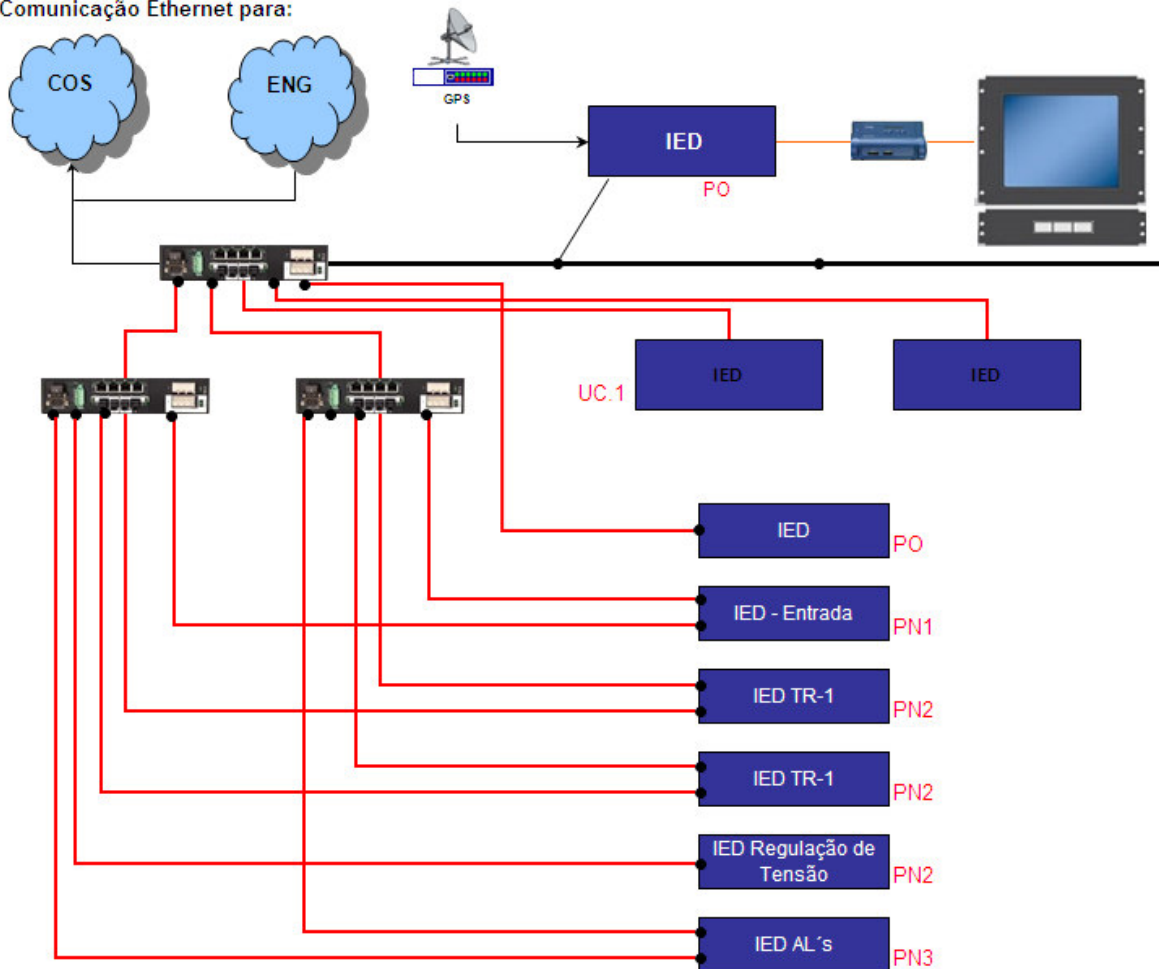 Comunicação Ethernet para:
COS
ENG
GPS
IED
PO
UC.1
IED
IED
IED
PO
IED - Entrada
PN1
IED TR-1
PN2
IED TR-1
PN2
IED Regulação de
Tensão
PN2
IED AL´s
PN3